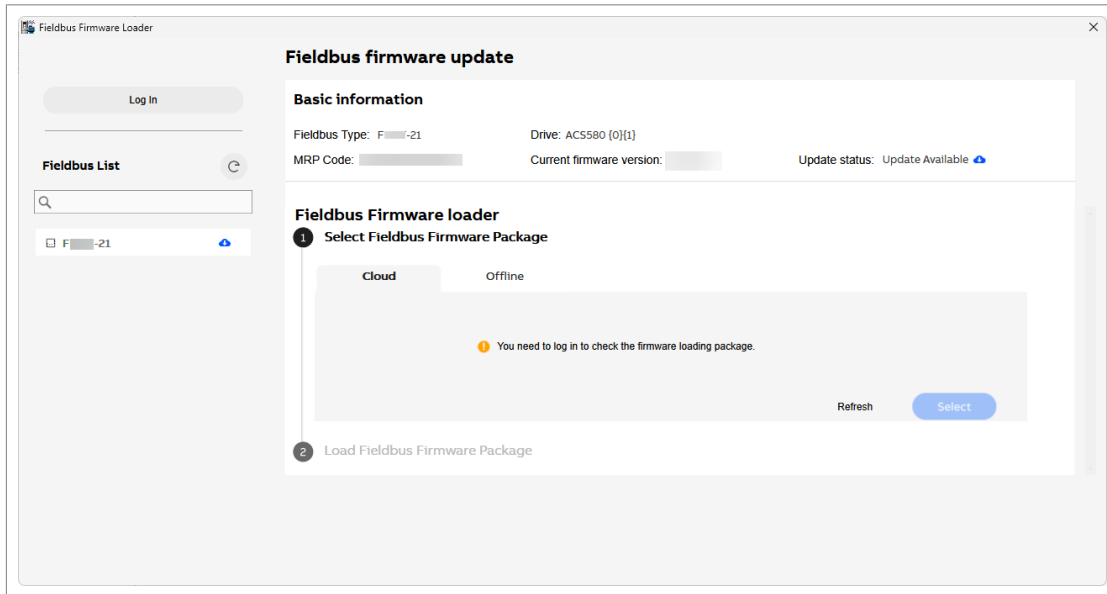 Fieldbus Firmware Loader
Fieldbus firmware update
Log In
Basic information
Fieldbus Type: F -21 Drive: ACS580 {0}{1}
MRP Code: Current firmware version: Update status: Update Available
Fieldbus List
Fieldbus Firmware loader
1 Select Fieldbus Firmware Package
F -21
Cloud Offline
You need to log in to check the firmware loading package.
Refresh Select
2 Load Fieldbus Firmware Package